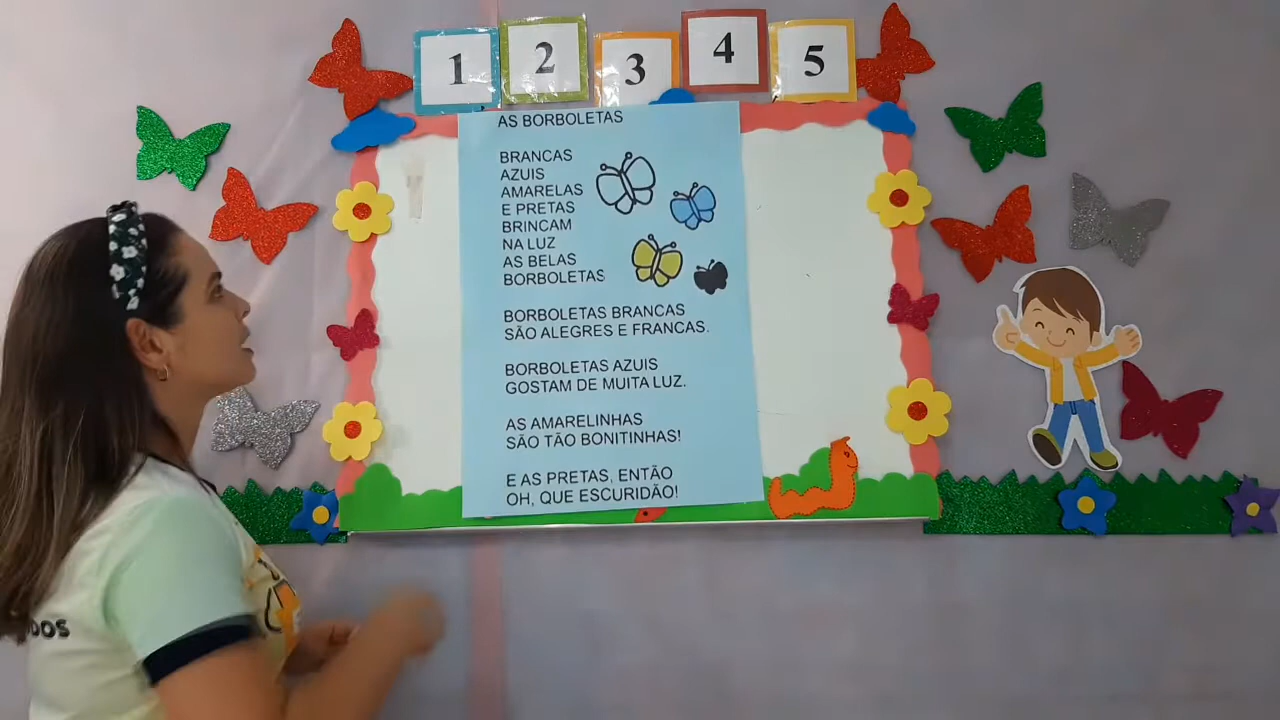 1 2 3 4 5
AS BORBOLETAS
BRANCAS
AZUIS
AMARELAS
E PRETAS
BRINCAM
NA LUZ
AS BELAS
BORBOLETAS
BORBOLETAS BRANCAS
SÃO ALEGRES E FRANCAS.
BORBOLETAS AZUIS
GOSTAM DE MUITA LUZ.
AS AMARELINHAS
SÃO TÃO BONITINHAS!
E AS PRETAS, ENTÃO
OH, QUE ESCURIDÃO!